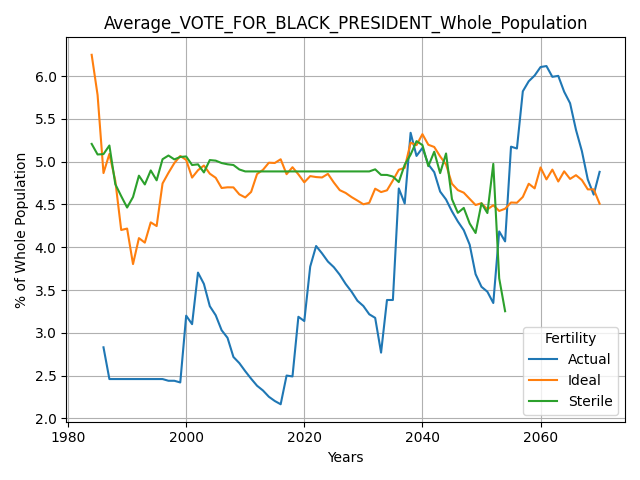 Average_VOTE_FOR_BLACK_PRESIDENT_Whole_Population
% of Whole Population
6.0
5.5
5.0
4.5
4.0
3.5
3.0
2.5
2.0
1980
2000
2020
2040
2060
Years
Fertility
Actual
Ideal
Sterile